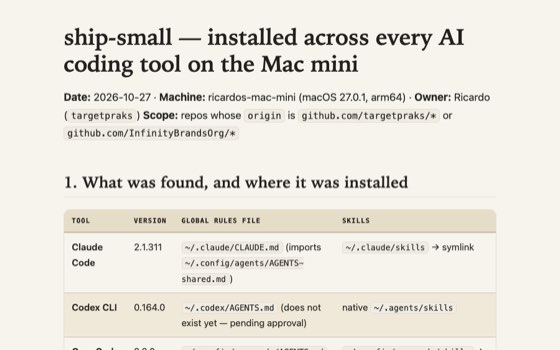 ship-small — installed across every AI
coding tool on the Mac mini
Date: 2026-10-27 · Machine: ricardos-mac-mini (macOS 27.0.1, arm64) · Owner: Ricardo
( targetpraks ) Scope: repos whose origin is github.com/targetpraks/* or
github.com/InfinityBrandsOrg/*
1. What was found, and where it was installed
TOOL VERSION GLOBAL RULES FILE SKILLS
Claude 2.1.311 ~/.claude/CLAUDE.md (imports ~/.claude/skills → symlink
Code ~/.config/agents/AGENTS-
shared.md )
Codex CLI 0.164.0 ~/.codex/AGENTS.md (does not native ~/.agents/skills
exist yet — pending approval)